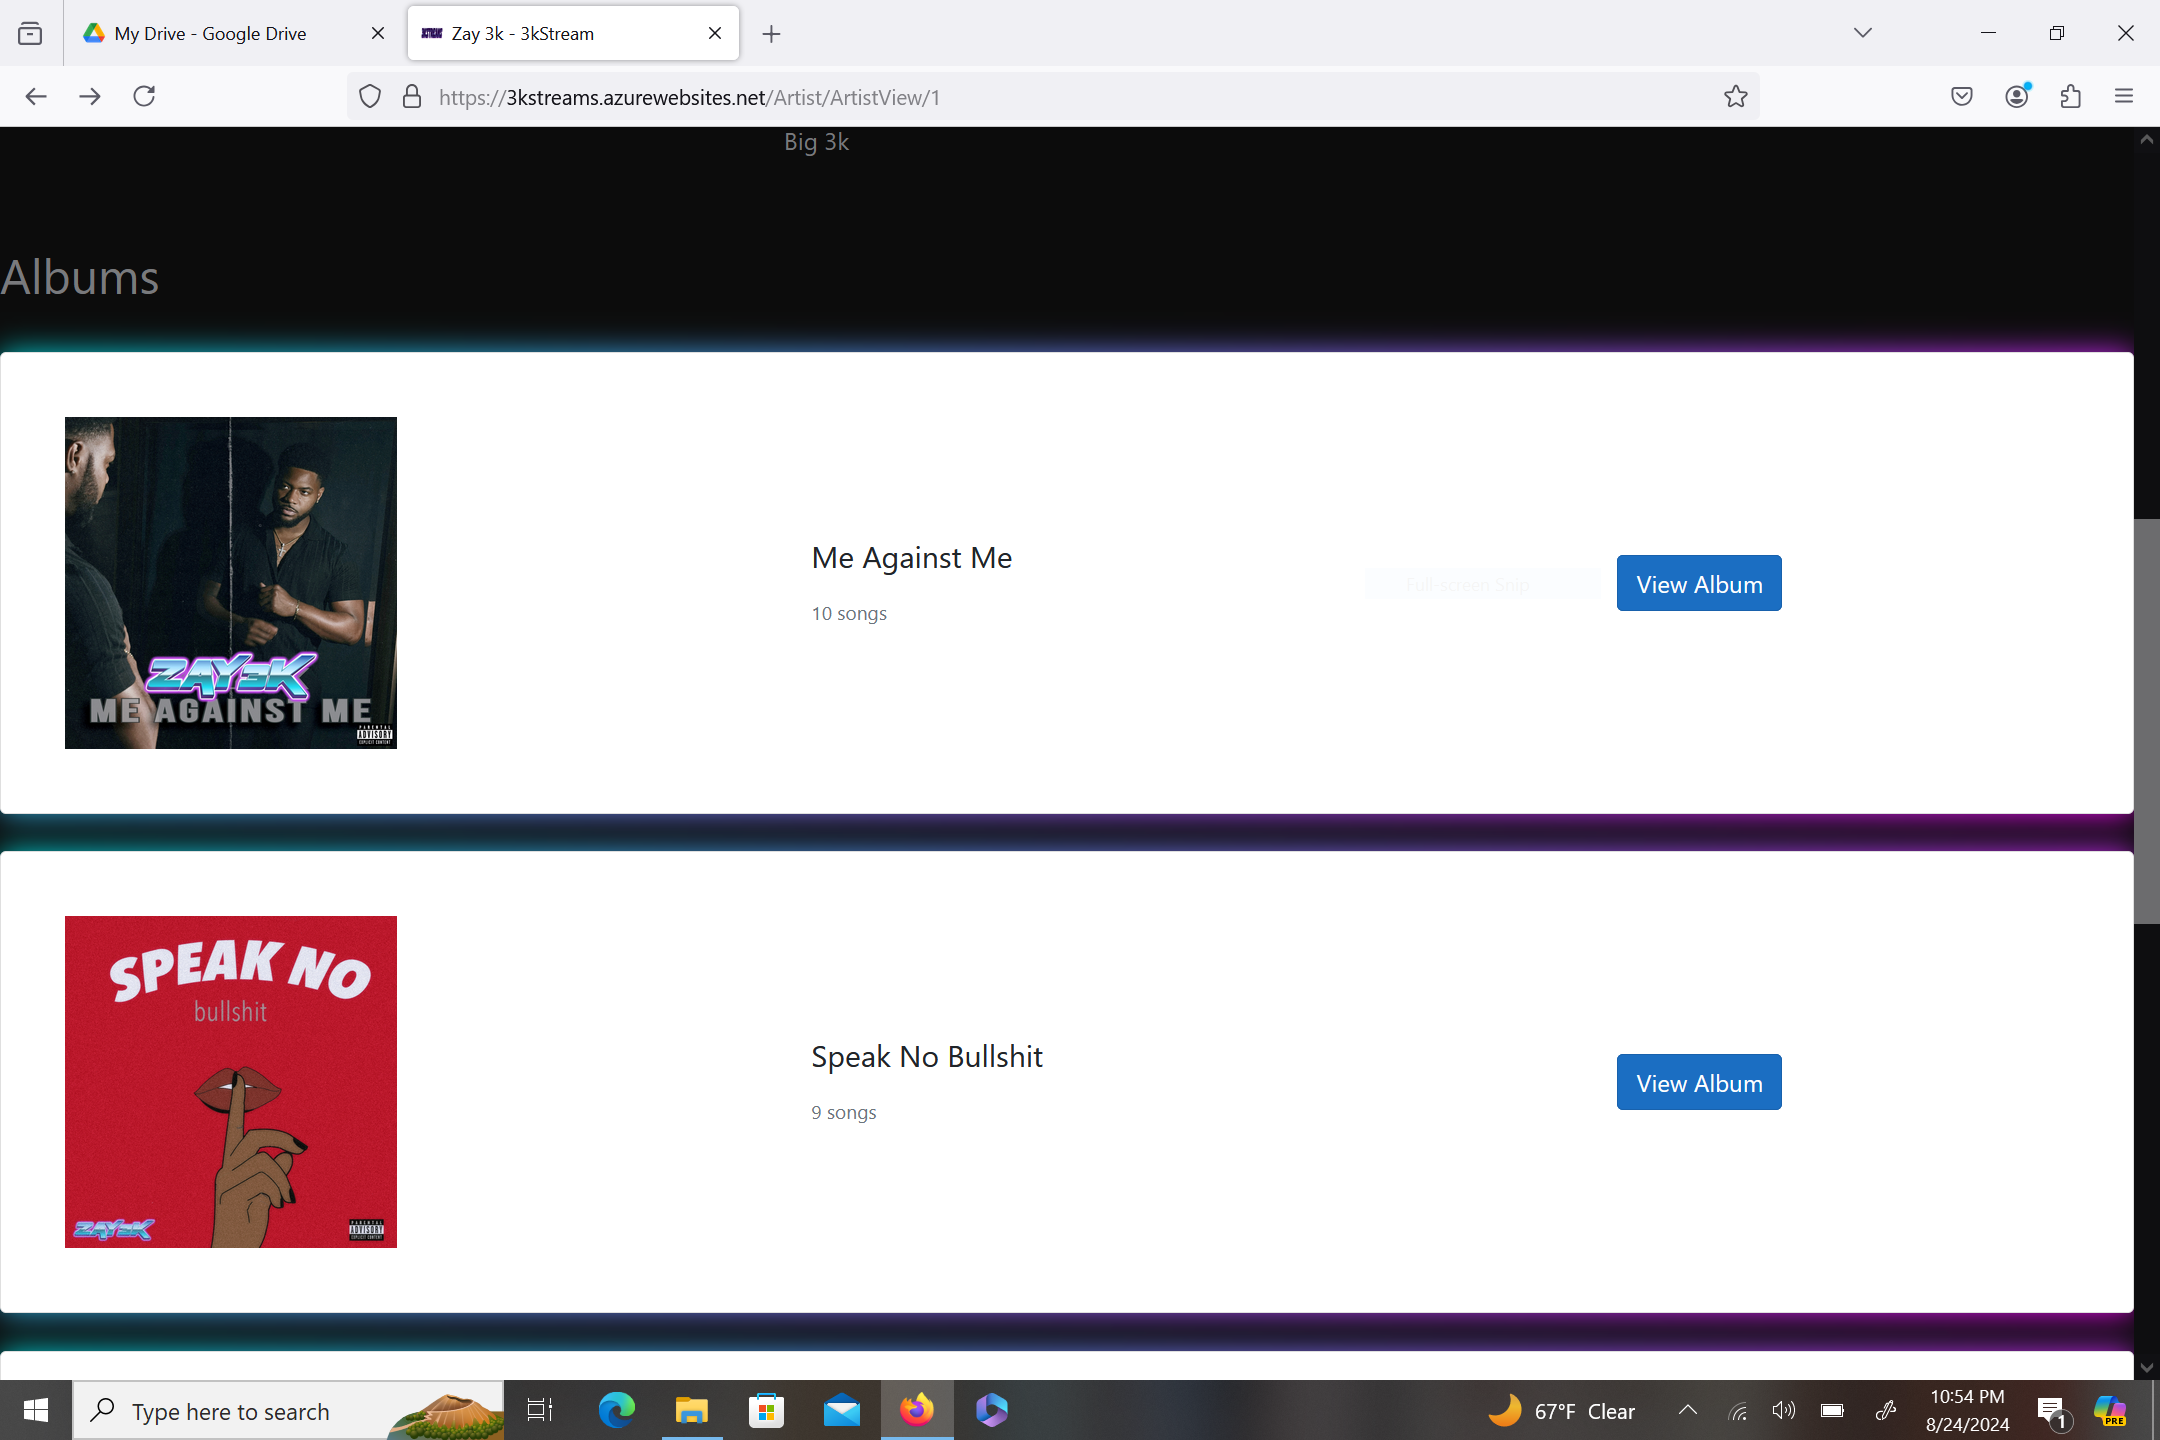 My Drive - Google Drive
Zay 3k - 3kStream
https://3kstreams.azurewebsites.net/Artist/ArtistView/1
Big 3k
Albums
ZAY3K
ME AGAINST ME
PARENTAL
ADVISORY
EXPLICIT CONTENT
Me Against Me
10 songs
Full-screen Snip
View Album
SPEAK NO
bullshit
ZAY3K
PARENTAL
ADVISORY
EXPLICIT CONTENT
Speak No Bullshit
9 songs
View Album
Type here to search
67°F Clear
10:54 PM
8/24/2024
1
PRE